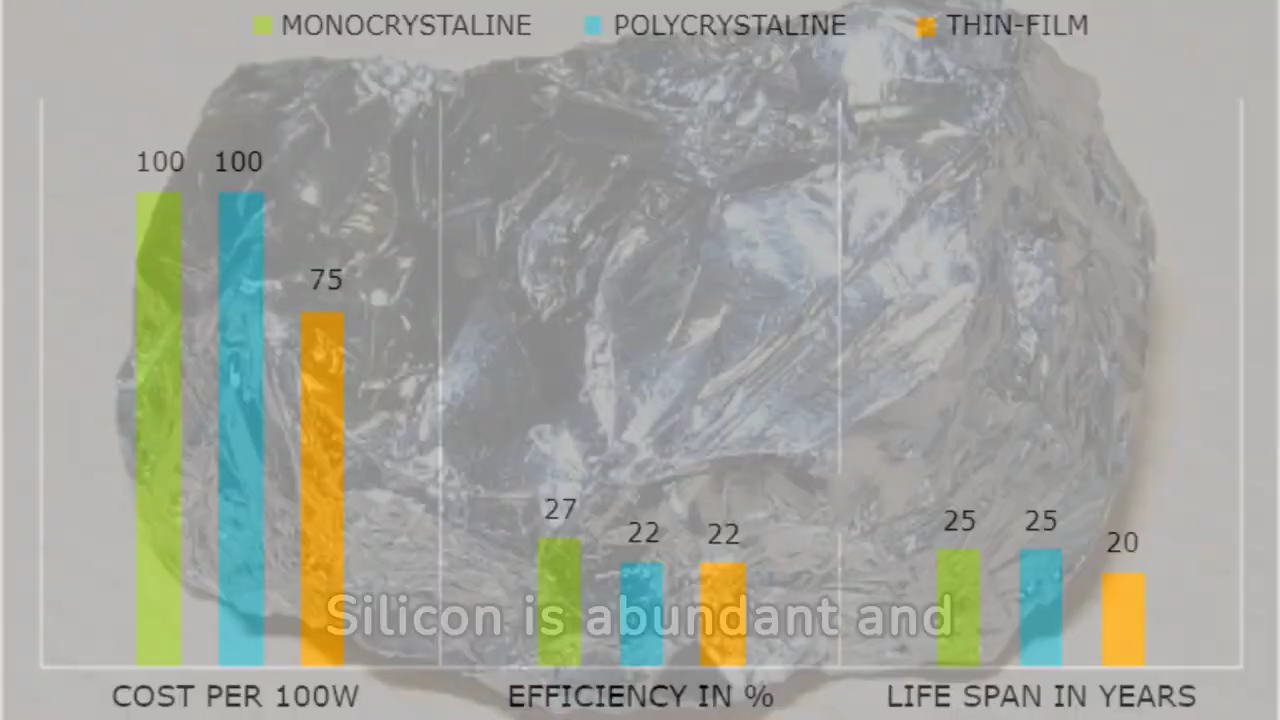 MONOCRYSTALINE POLYCRYSTALINE THIN-FILM
100 100
75
27
22 22
25 25
20
Silicon is abundant and
COST PER 100W EFFICIENCY IN % LIFE SPAN IN YEARS